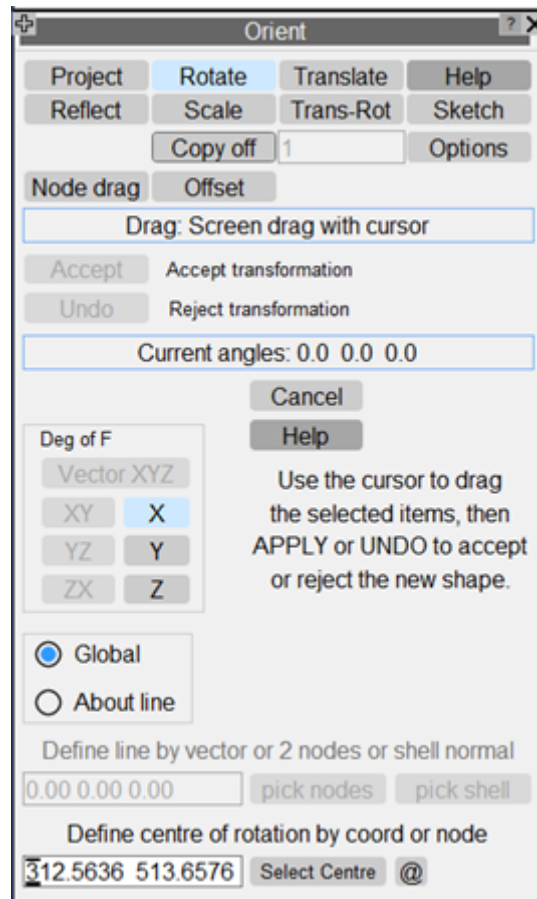 Orient ?
Project Rotate Translate Help
Reflect Scale Trans-Rot Sketch
Copy off 1 Options
Node drag Offset
Drag: Screen drag with cursor
Accept Accept transformation
Undo Reject transformation
Current angles: 0.0 0.0 0.0
Cancel
Help
Deg of F
Vector XYZ
XY X
YZ Y
ZX Z
Use the cursor to drag
the selected items, then
APPLY or UNDO to accept
or reject the new shape.
Global
About line
Define line by vector or 2 nodes or shell normal
0.00 0.00 0.00 pick nodes pick shell
Define centre of rotation by coord or node
312.5636 513.6576 Select Centre @